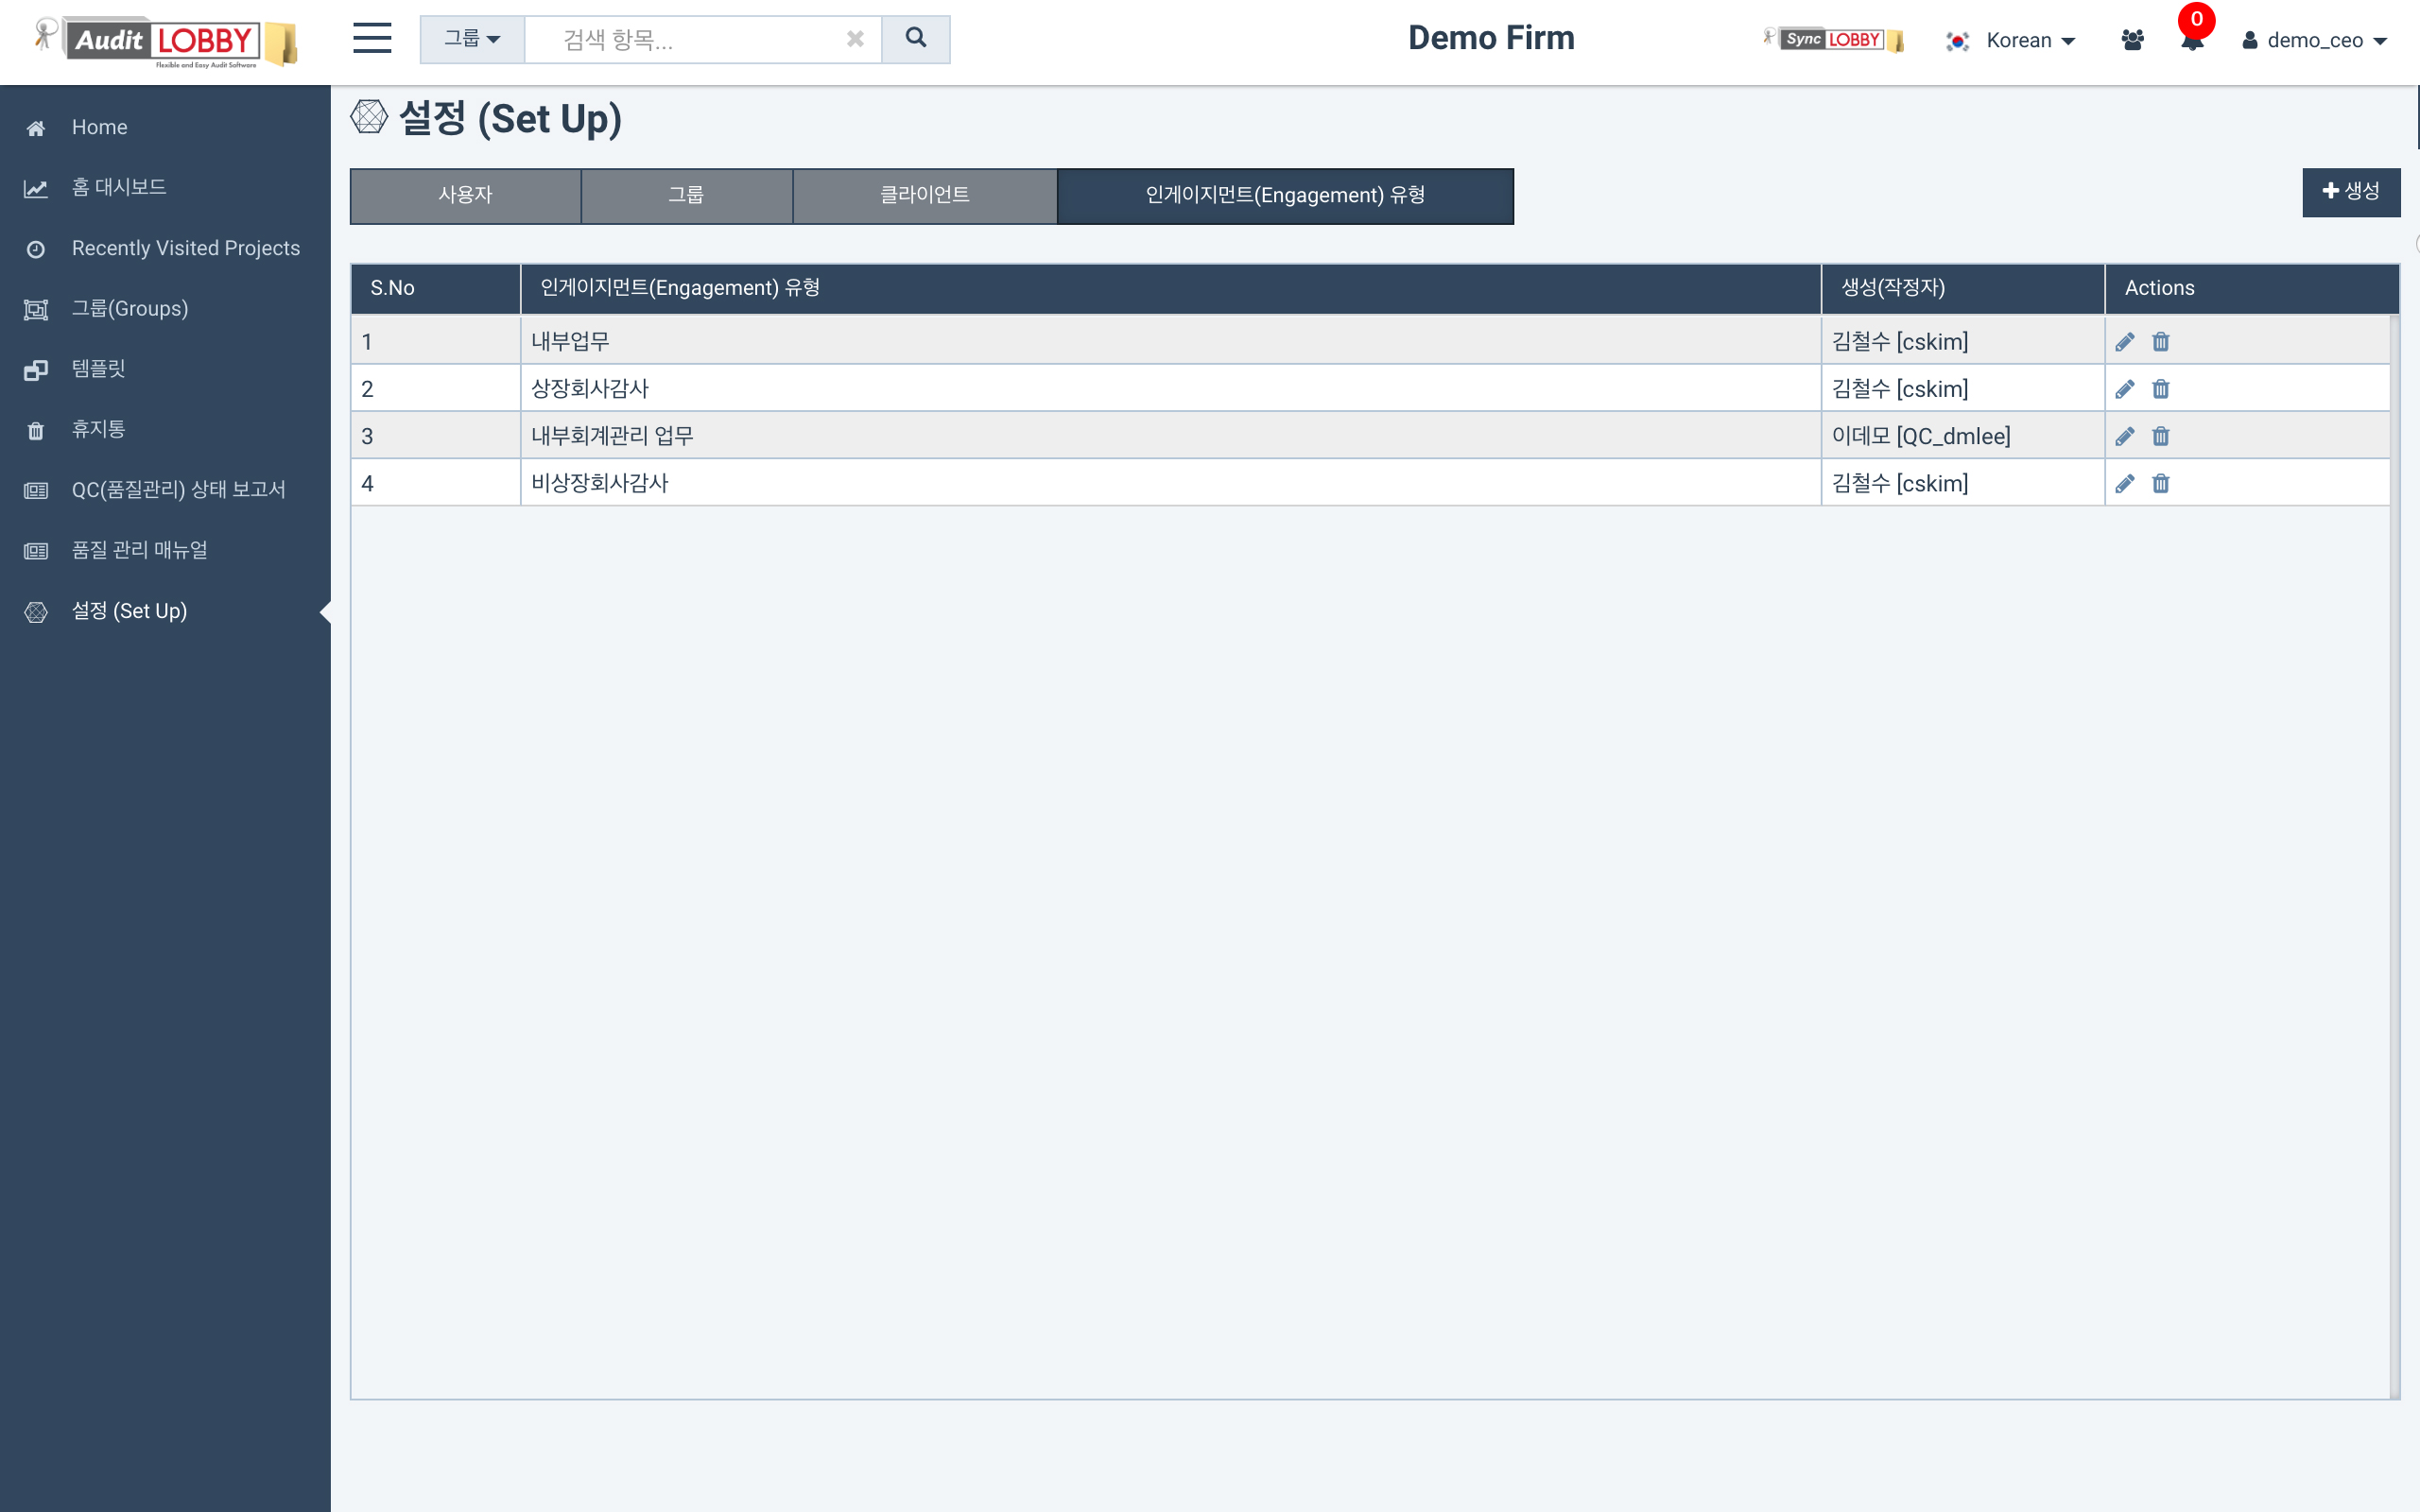 Audit LOBBY
Flexible and Easy Audit Software
그룹
검색 항목...
Demo Firm
Sync LOBBY
Korean
0
demo_ceo
Home
홈 대시보드
Recently Visited Projects
그룹(Groups)
템플릿
휴지통
QC(품질관리) 상태 보고서
품질 관리 매뉴얼
설정 (Set Up)
설정 (Set Up)
사용자 그룹 클라이언트 인게이지먼트(Engagement) 유형
생성
S.No 인게이지먼트(Engagement) 유형 생성(작정자) Actions
1 내부업무 김철수 [cskim]
2 상장회사감사 김철수 [cskim]
3 내부회계관리 업무 이데모 [QC_dmlee]
4 비상장회사감사 김철수 [cskim]